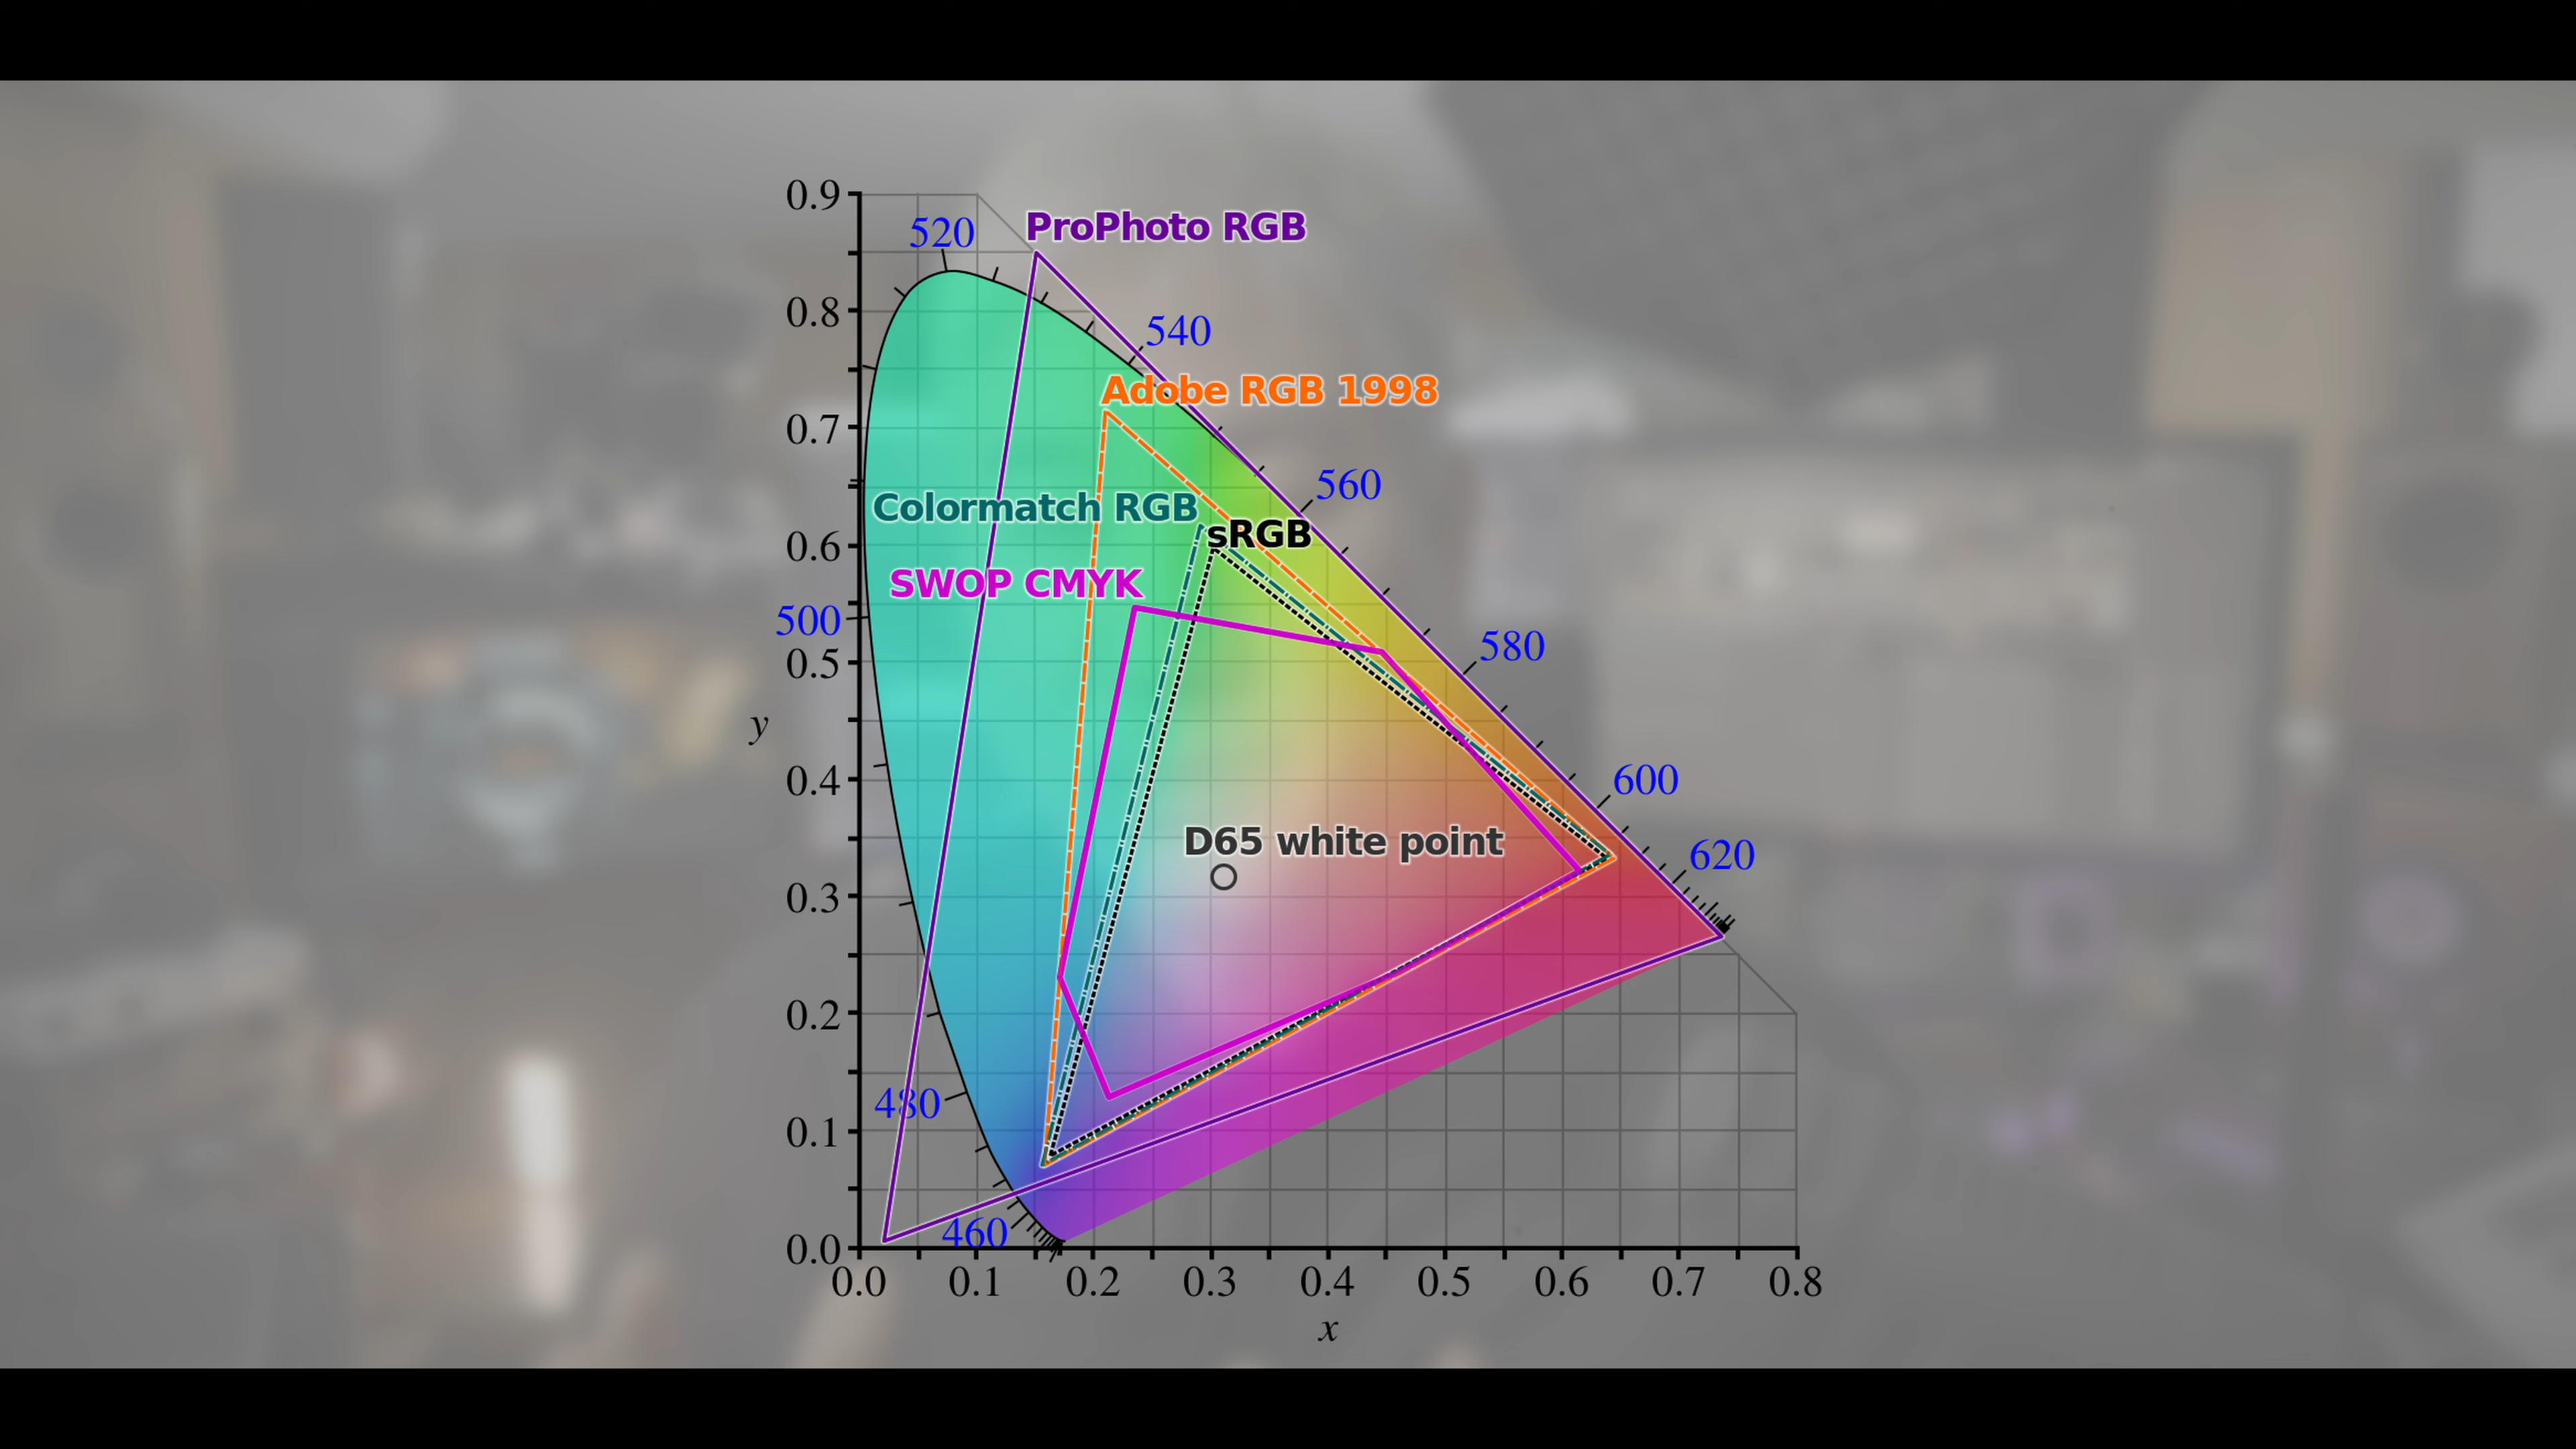 0.9
ProPhoto RGB
520
0.8
540
Adobe RGB 1998
0.7
560
Colormatch RGB
sRGB
0.6
SWOP CMYK
500
580
0.5
y
0.4
600
D65 white point
620
0.3
0.2
480
0.1
460
0.0
0.0 0.1 0.2 0.3 0.4 0.5 0.6 0.7 0.8
x